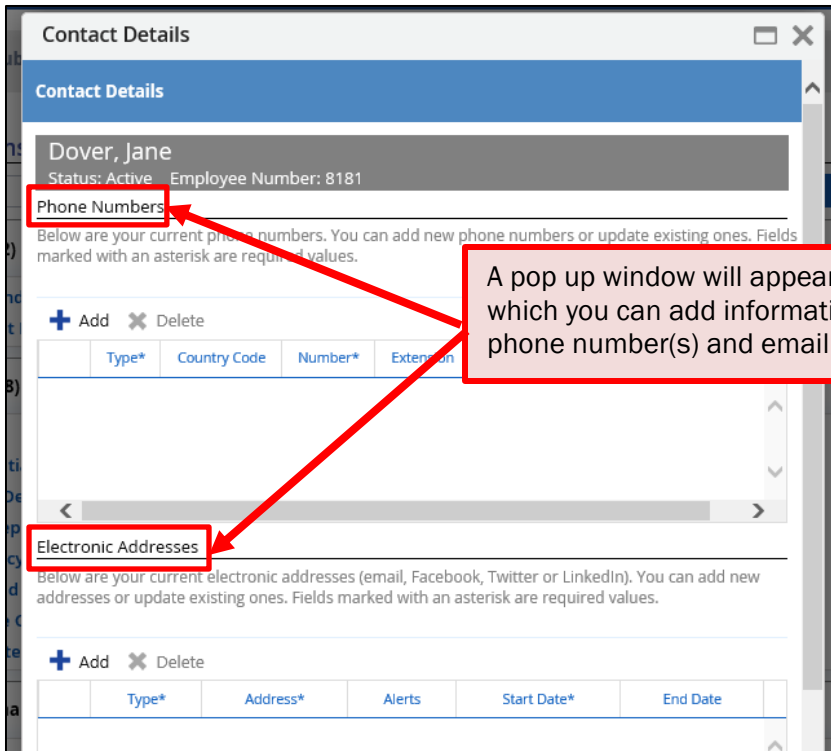 Contact Details
Contact Details
Dover, Jane
Status: Active Employee Number: 8181
Phone Numbers
Below are your current phone numbers. You can add new phone numbers or update existing ones. Fields
marked with an asterisk are required values.
A pop up window will appear
which you can add
phone number(s) and email
Add Delete
Type* Country Code Number* Extension
Electronic Addresses
Below are your current electronic addresses (email, Facebook, Twitter or LinkedIn). You can add new
addresses or update existing ones. Fields marked with an asterisk are required values.
Add Delete
Type* Address* Alerts Start Date* End Date